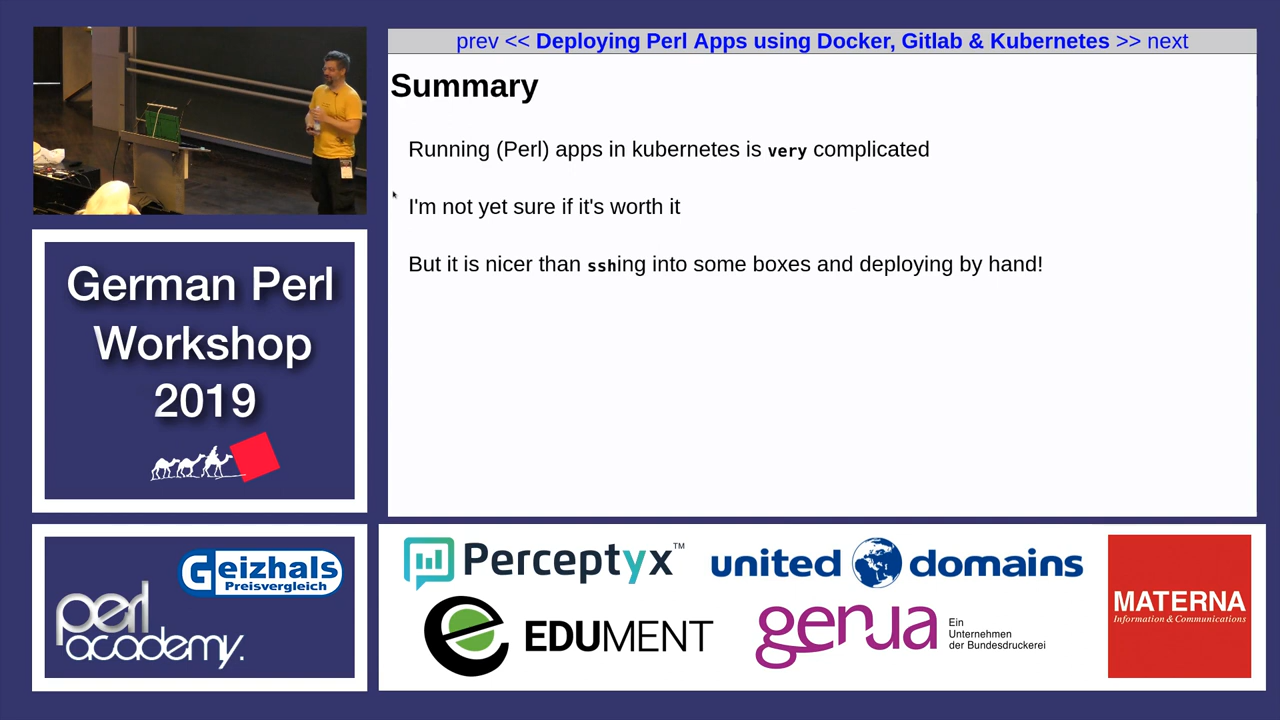 prev << Deploying Perl Apps using Docker, Gitlab & Kubernetes >> next
Summary
Running (Perl) apps in kubernetes is very complicated
I'm not yet sure if it's worth it
But it is nicer than sshing into some boxes and deploying by hand!
German Perl
Workshop
2019
Geizhals
Preisvergleich
perl
academy.
Perceptyx™
united domains
EDUMENT
genua
Ein
Unternehmen
der Bundesdruckerei
MATERNA
Information & Communications